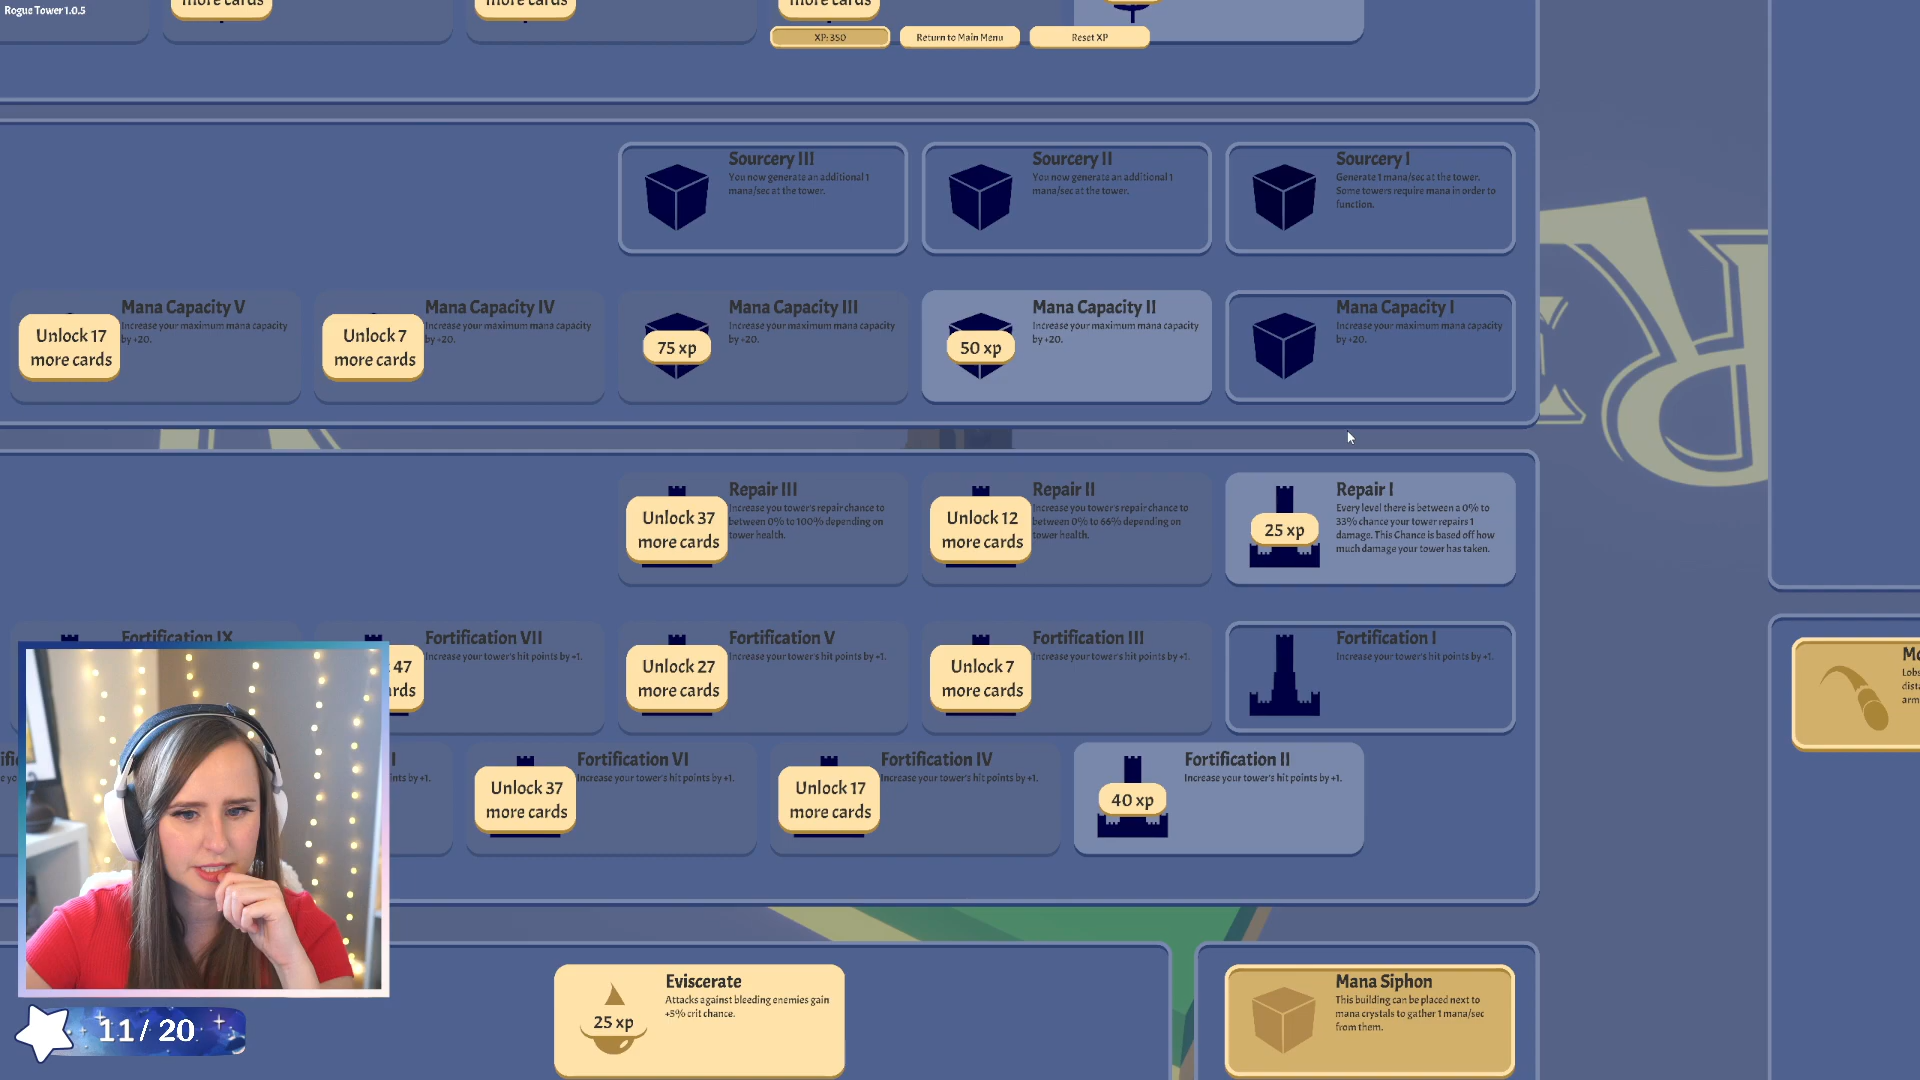 Rogue Tower 1.0.5
more cards
more cards
more cards
XP: 350
Return to Main Menu
Reset XP
Sourcery III
You now generate an additional 1
mana/sec at the tower.
Sourcery II
You now generate an additional 1
mana/sec at the tower.
Sourcery I
Generate 1 mana/sec at the tower.
Some towers require mana in order to
function.
Mana Capacity V
Increase your maximum mana capacity
by +20.
Unlock 17
more cards
Mana Capacity IV
Increase your maximum mana capacity
by +20.
Unlock 7
more cards
Mana Capacity III
Increase your maximum mana capacity
by +20.
75 xp
Mana Capacity II
Increase your maximum mana capacity
by +20.
50 xp
Mana Capacity I
Increase your maximum mana capacity
by +20.
Repair III
Increase you tower's repair chance to
between 0% to 100% depending on
tower health.
Unlock 37
more cards
Repair II
Increase you tower's repair chance to
between 0% to 66% depending on
tower health.
Unlock 12
more cards
Repair I
Every level there is between a 0% to
33% chance your tower repairs 1
damage. This Chance is based off how
much damage your tower has taken.
25 xp
Fortification IX
Fortification VII
Increase your tower's hit points by +1.
47
Fortification V
Increase your tower's hit points by +1.
Unlock 27
more cards
Fortification III
Increase your tower's hit points by +1.
Unlock 7
more cards
Fortification I
Increase your tower's hit points by +1.
Fortification VI
Increase your tower's hit points by +1.
Unlock 37
more cards
Fortification IV
Increase your tower's hit points by +1.
Unlock 17
more cards
Fortification II
Increase your tower's hit points by +1.
40 xp
Eviscerate
Attacks against bleeding enemies gain
+5% crit chance.
25 xp
Mana Siphon
This building can be placed next to
mana crystals to gather 1 mana/sec
from them.
11 / 20